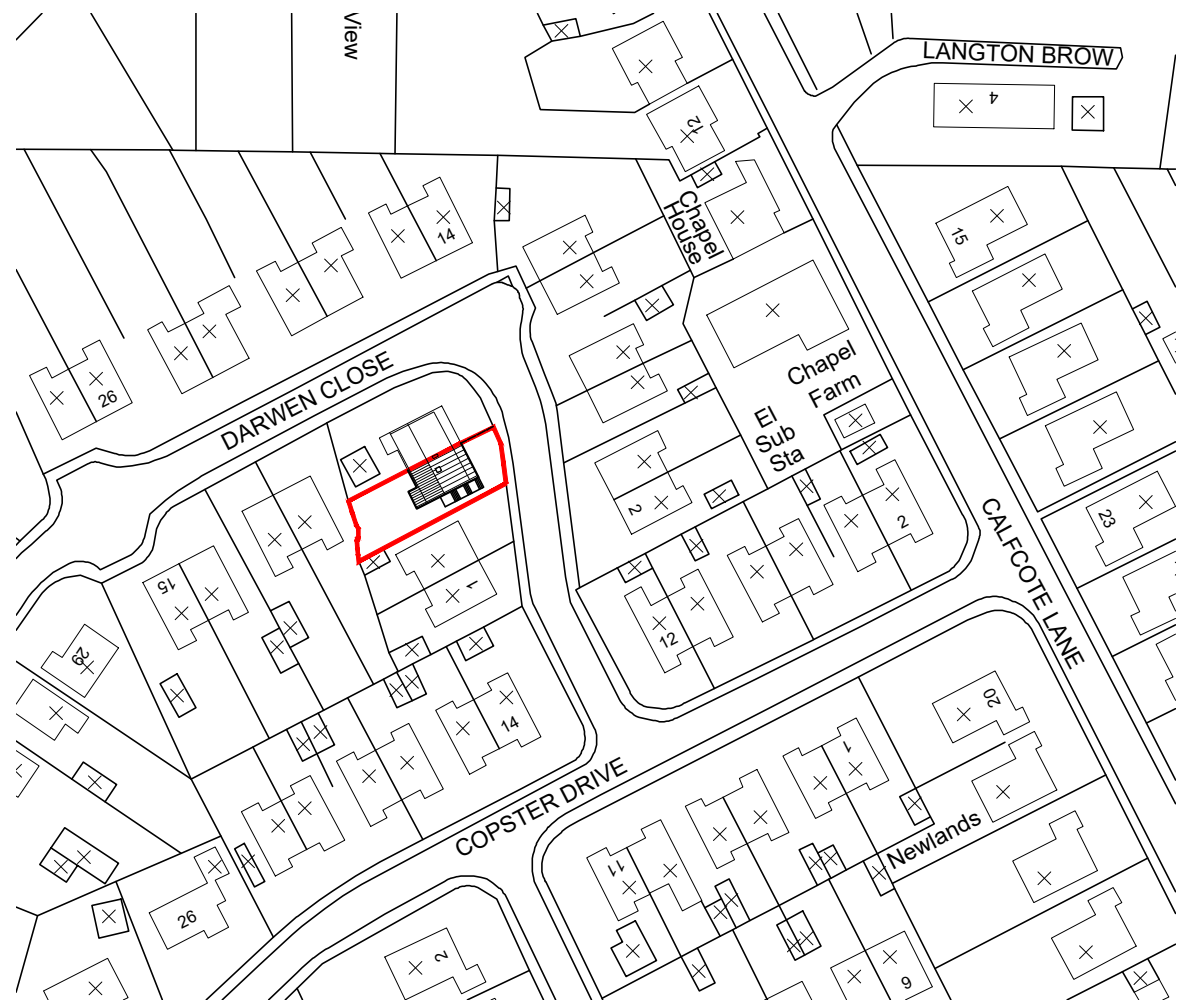 View
LANGTON BROW
4
12
Chapel
House
14
15
26
DARWEN CLOSE
Chapel
Farm
El
Sub
Sta
2
2
23
CALFCOTE LANE
15
1
12
29
14
20
1
COPSTER DRIVE
Newlands
11
26
2
9